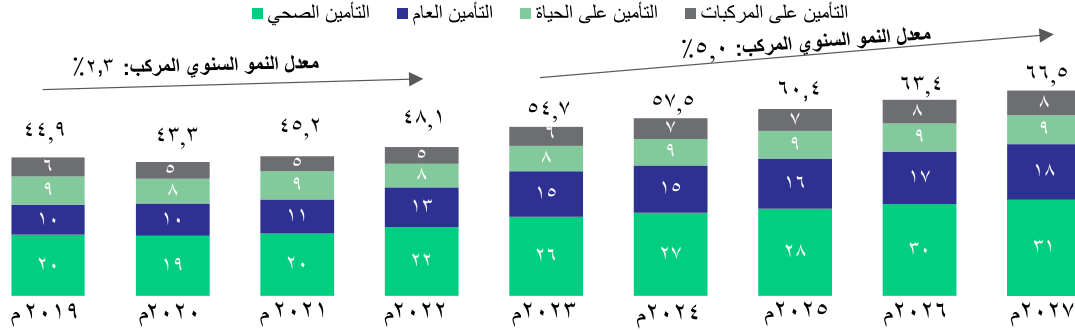 التأمين الصحي التأمين العام التأمين على الحياة التأمين على المركبات
معدل النمو السنوي المركب: ٢,٣٪
معدل النمو السنوي المركب: ٥,٠٪
٤٤,٩ ٤٣,٣ ٤٥,٢ ٤٨,١ ٥٤,٧ ٥٧,٥ ٦٠,٤ ٦٣,٤ ٦٦,٥
٦ ٥ ٥ ٥ ٦ ٧ ٧ ٨ ٨
٩ ٨ ٩ ٨ ٨ ٩ ٩ ٩ ٩
١٠ ١٠ ١١ ١٣ ١٥ ١٥ ١٦ ١٧ ١٨
٢٠ ١٩ ٢٠ ٢٢ ٢٦ ٢٧ ٢٨ ٣٠ ٣١
٢٠١٩م ٢٠٢٠م ٢٠٢١م ٢٠٢٢م ٢٠٢٣م ٢٠٢٤م ٢٠٢٥م ٢٠٢٦م ٢٠٢٧م